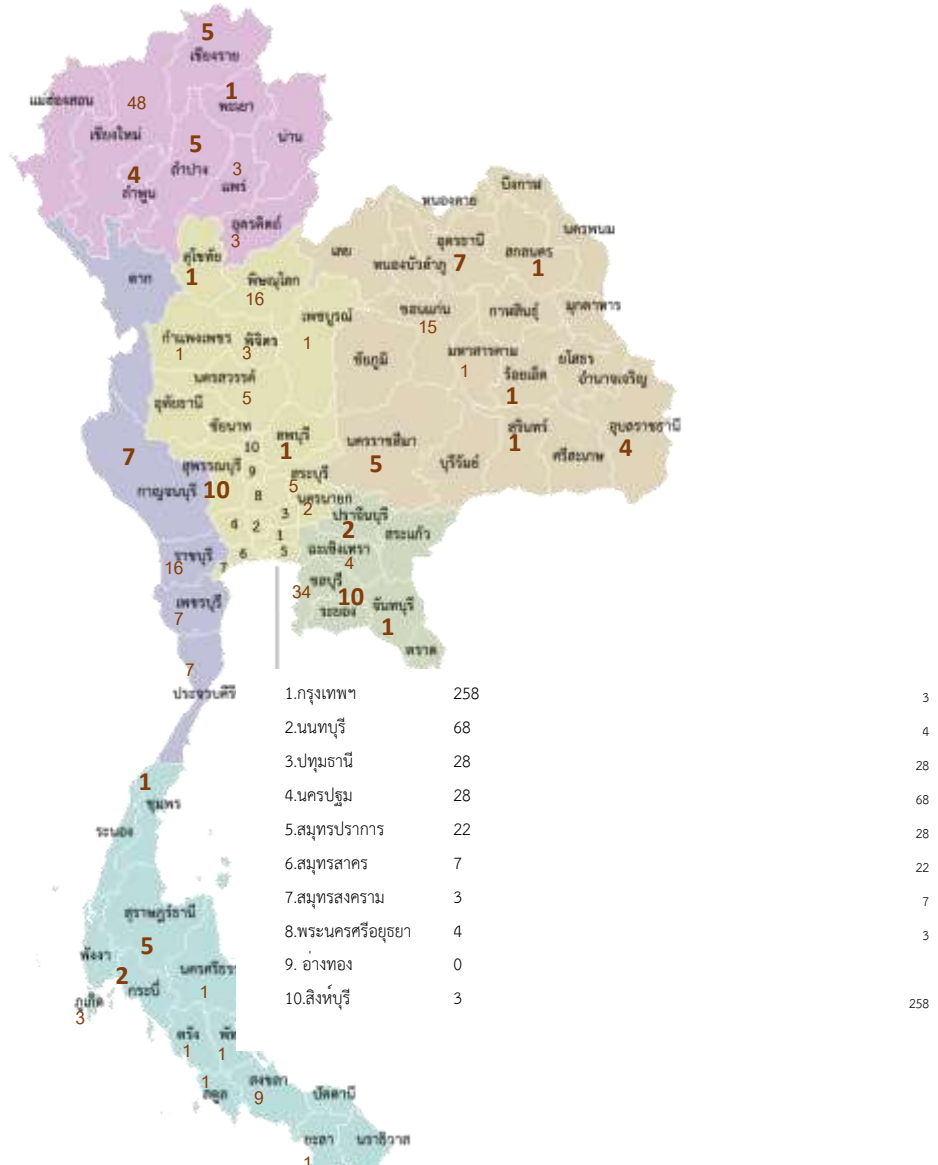 5
เชียงราย
1
พะเยา
แม่ฮ่องสอน
48
เชียงใหม่
น่าน
5
ลำปาง
4
ลำพูน
3
แพร่
อุตรดิตถ์
3
สุโขทัย
1
ตาก
พิษณุโลก
16
เพชรบูรณ์
1
กำแพงเพชร
1
พิจิตร
3
นครสวรรค์
5
อุทัยธานี
ชัยนาท
10
ลพบุรี
1
บึงกาฬ
หนองคาย
นครพนม
เลย
อุดรธานี
หนองบัวลำภู
7
สกลนคร
1
ขอนแก่น
15
กาฬสินธุ์
มุกดาหาร
ชัยภูมิ
มหาสารคาม
1
ร้อยเอ็ด
1
ยโสธร
อำนาจเจริญ
นครราชสีมา
5
บุรีรัมย์
สุรินทร์
1
ศรีสะเกษ
อุบลราชธานี
4
7
กาญจนบุรี
สุพรรณบุรี
10
9
8
สระบุรี
5
นครนายก
2
3
4
2
1
6
5
7
ปราจีนบุรี
2
สระแก้ว
ฉะเชิงเทรา
4
34
ชลบุรี
10
ระยอง
จันทบุรี
1
ตราด
ราชบุรี
16
เพชรบุรี
7
7
ประจวบคีรี
1.กรุงเทพฯ 258 3
2.นนทบุรี 68 4
3.ปทุมธานี 28 28
4.นครปฐม 28 68
5.สมุทรปราการ 22 28
6.สมุทรสาคร 7 22
7.สมุทรสงคราม 3 7
8.พระนครศรีอยุธยา 4 3
9. อ่างทอง 0
10.สิงห์บุรี 3 258
1
ชุมพร
ระนอง
สุราษฎร์ธานี
5
พังงา
2
กระบี่
นครศรีธรร
1
ภูเก็ต
3
ตรัง
1
พัท
1
1
สตูล
สงขลา
9
ปัตตานี
ยะลา
1
นราธิวาส